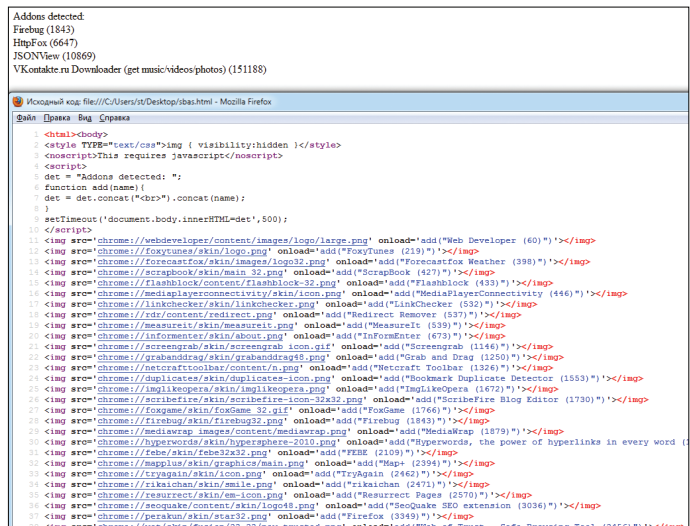 Addons detected:
Firebug (1843)
HttpFox (6647)
JSONView (10869)
VKontakte.ru Downloader (get music/videos/photos) (151188)
Исходный код: file:///C:/Users/st/Desktop/sbas.html - Mozilla Firefox
Файл Правка Вид Справка
1 <html><body>
2 <style TYPE="text/css">img { visibility:hidden }</style>
3 <noscript>This requires javascript</noscript>
4 <script>
5 det = "Addons detected: ";
6 function add(name){
7 det = det.concat("<br>").concat(name);
8 }
9 setTimeout('document.body.innerHTML=det',500);
10 </script>
11 <img src='chrome://webdeveloper/content/images/logo/large.png' onload='add("Web Developer (60)")'></img>
12 <img src='chrome://foxytunes/skin/logo.png' onload='add("FoxyTunes (219)")'></img>
13 <img src='chrome://forecastfox/skin/images/logo32.png' onload='add("Forecastfox Weather (398)")'></img>
14 <img src='chrome://scrapbook/skin/main_32.png' onload='add("ScrapBook (427)")'></img>
15 <img src='chrome://flashblock/content/flashblock-32.png' onload='add("Flashblock (433)")'></img>
16 <img src='chrome://mediaplayerconnectivity/skin/icon.png' onload='add("MediaPlayerConnectivity (446)")'></img>
17 <img src='chrome://linkchecker/skin/linkchecker.png' onload='add("LinkChecker (532)")'></img>
18 <img src='chrome://rdr/content/redirect.png' onload='add("Redirect Remover (537)")'></img>
19 <img src='chrome://measureit/skin/measureit.png' onload='add("MeasureIt (539)")'></img>
20 <img src='chrome://informenter/skin/about.png' onload='add("InFormEnter (673)")'></img>
21 <img src='chrome://screengrab/skin/screengrab_icon.gif' onload='add("Screengrab (1146)")'></img>
22 <img src='chrome://grabanddrag/skin/grabanddrag48.png' onload='add("Grab and Drag (1250)")'></img>
23 <img src='chrome://netcrafttoolbar/content/n.png' onload='add("Netcraft Toolbar (1326)")'></img>
24 <img src='chrome://duplicates/skin/duplicates-icon.png' onload='add("Bookmark Duplicate Detector (1553)")'></img>
25 <img src='chrome://imglikeopera/skin/imglikeopera.png' onload='add("ImgLikeOpera (1672)")'></img>
26 <img src='chrome://scribefire/skin/scribefire-icon-32x32.png' onload='add("ScribeFire Blog Editor (1730)")'></img>
27 <img src='chrome://foxgame/skin/foxGame_32.gif' onload='add("FoxGame (1766)")'></img>
28 <img src='chrome://firebug/skin/firebug32.png' onload='add("Firebug (1843)")'></img>
29 <img src='chrome://mediawrap_images/content/mediawrap.png' onload='add("MediaWrap (1879)")'></img>
30 <img src='chrome://hyperwords/skin/hypersphere-2010.png' onload='add("Hyperwords, the power of hyperlinks in every word (
31 <img src='chrome://febe/skin/febe32x32.png' onload='add("FEBE (2109)")'></img>
32 <img src='chrome://mapplus/skin/graphics/main.png' onload='add("Map+ (2394)")'></img>
33 <img src='chrome://tryagain/skin/icon.png' onload='add("TryAgain (2462)")'></img>
34 <img src='chrome://rikaichan/skin/smile.png' onload='add("rikaichan (2471)")'></img>
35 <img src='chrome://resurrect/skin/em-icon.png' onload='add("Resurrect Pages (2570)")'></img>
36 <img src='chrome://seoquake/content/skin/logo48.png' onload='add("SeoQuake SEO extension (3036)")'></img>
37 <img src='chrome://perakun/skin/star32.png' onload='add("Firefox (3349)")'></img>